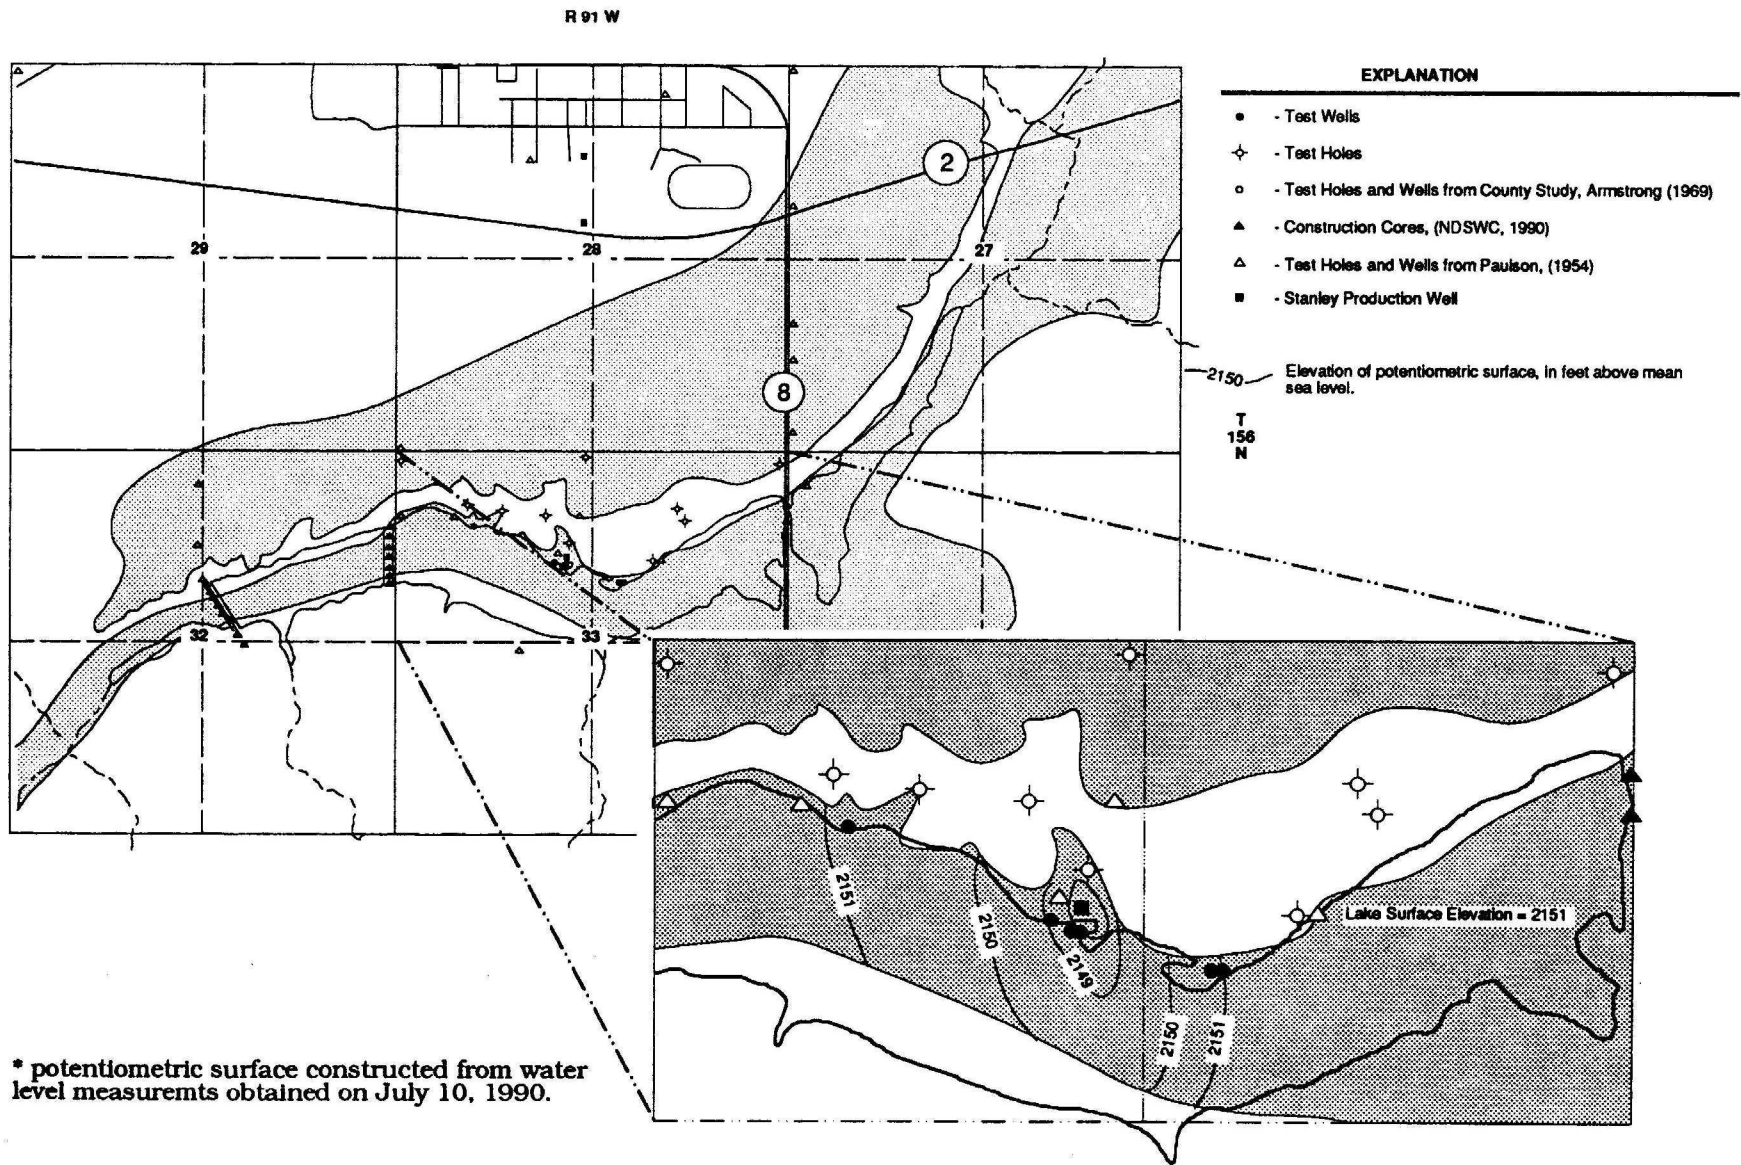 R 91 W
EXPLANATION
- Test Wells
- Test Holes
- Test Holes and Wells from County Study, Armstrong (1969)
- Construction Cores, (NDSWC, 1990)
- Test Holes and Wells from Paulson, (1954)
- Stanley Production Well
2150
Elevation of potentiometric surface, in feet above mean
sea level.
T
156
N
2
29
28
27
8
32
33
2151
2150
2149
Lake Surface Elevation = 2151
2150
2151
* potentiometric surface constructed from water
level measuremts obtained on July 10, 1990.